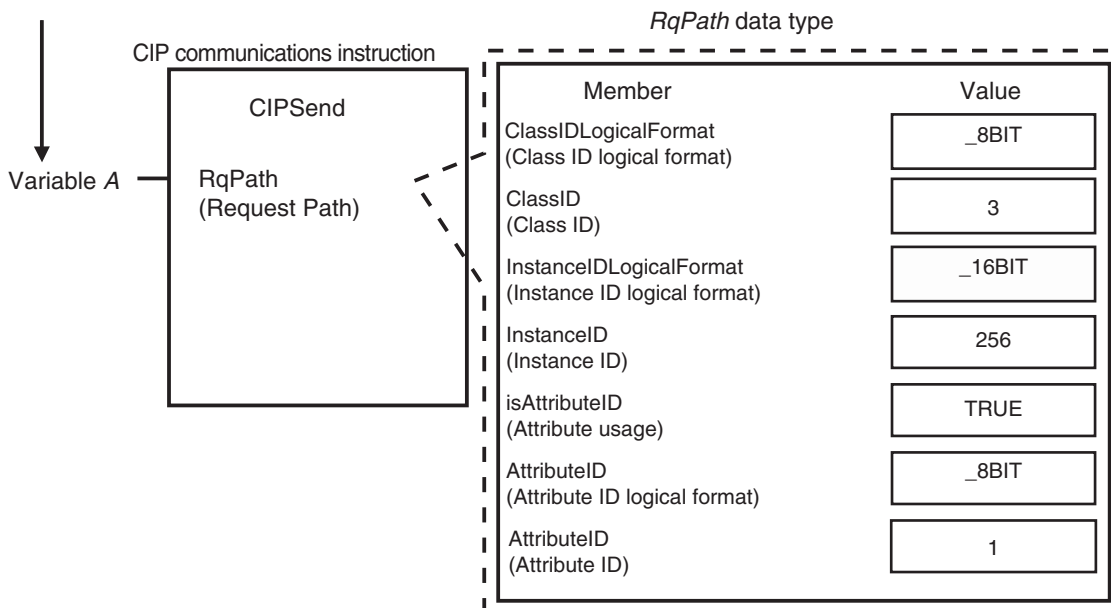 RqPath data type
CIP communications instruction
CIPSend
Variable A
RqPath
(Request Path)
Member Value
ClassIDLogicalFormat
(Class ID logical format)
_8BIT
ClassID
(Class ID)
3
InstanceIDLogicalFormat
(Instance ID logical format)
_16BIT
InstanceID
(Instance ID)
256
isAttributeID
(Attribute usage)
TRUE
AttributeID
(Attribute ID logical format)
_8BIT
AttributeID
(Attribute ID)
1